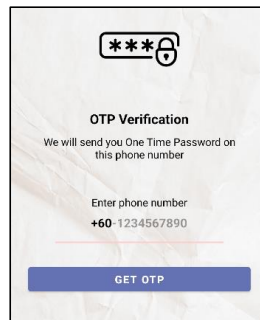 ***
OTP Verification
We will send you One Time Password on
this phone number
Enter phone number
+60-1234567890
GET OTP